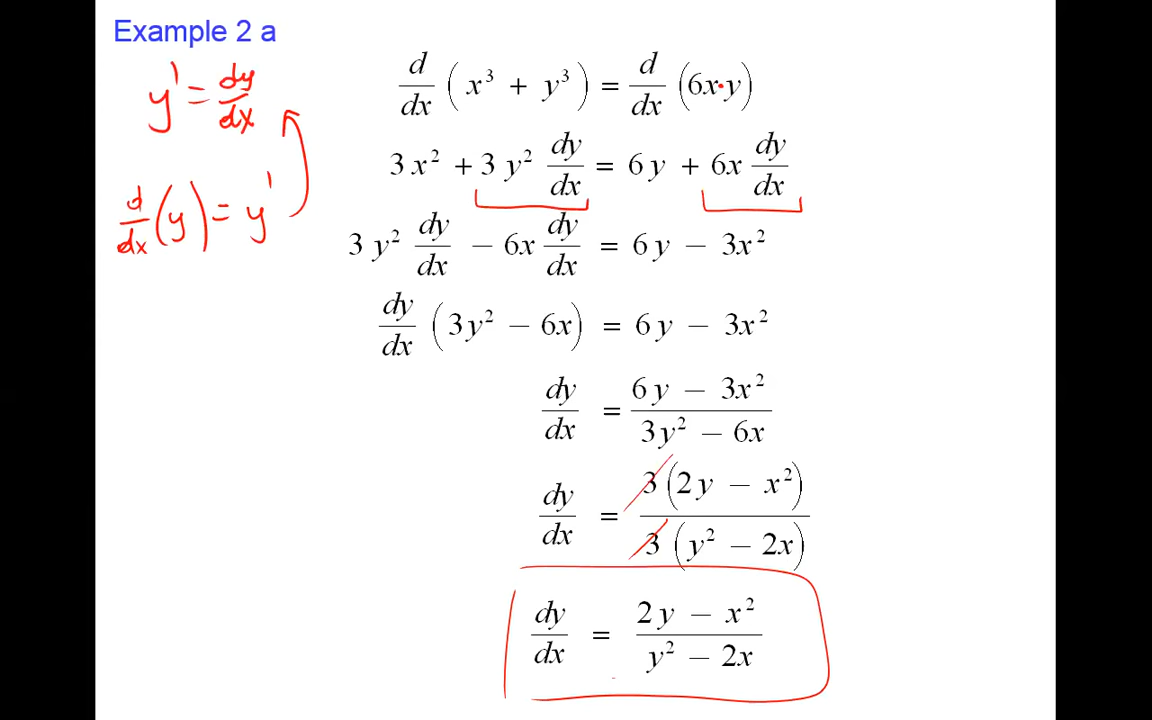 Example 2 a
y' = dy/dx
d/dx (y) = y'
d/dx (x³ + y³) = d/dx (6x·y)
3x² + 3y² dy/dx = 6y + 6x dy/dx
3y² dy/dx − 6x dy/dx = 6y − 3x²
dy/dx (3y² − 6x) = 6y − 3x²
dy/dx = (6y − 3x²)/(3y² − 6x)
dy/dx = 3(2y − x²)/3(y² − 2x)
dy/dx = (2y − x²)/(y² − 2x)